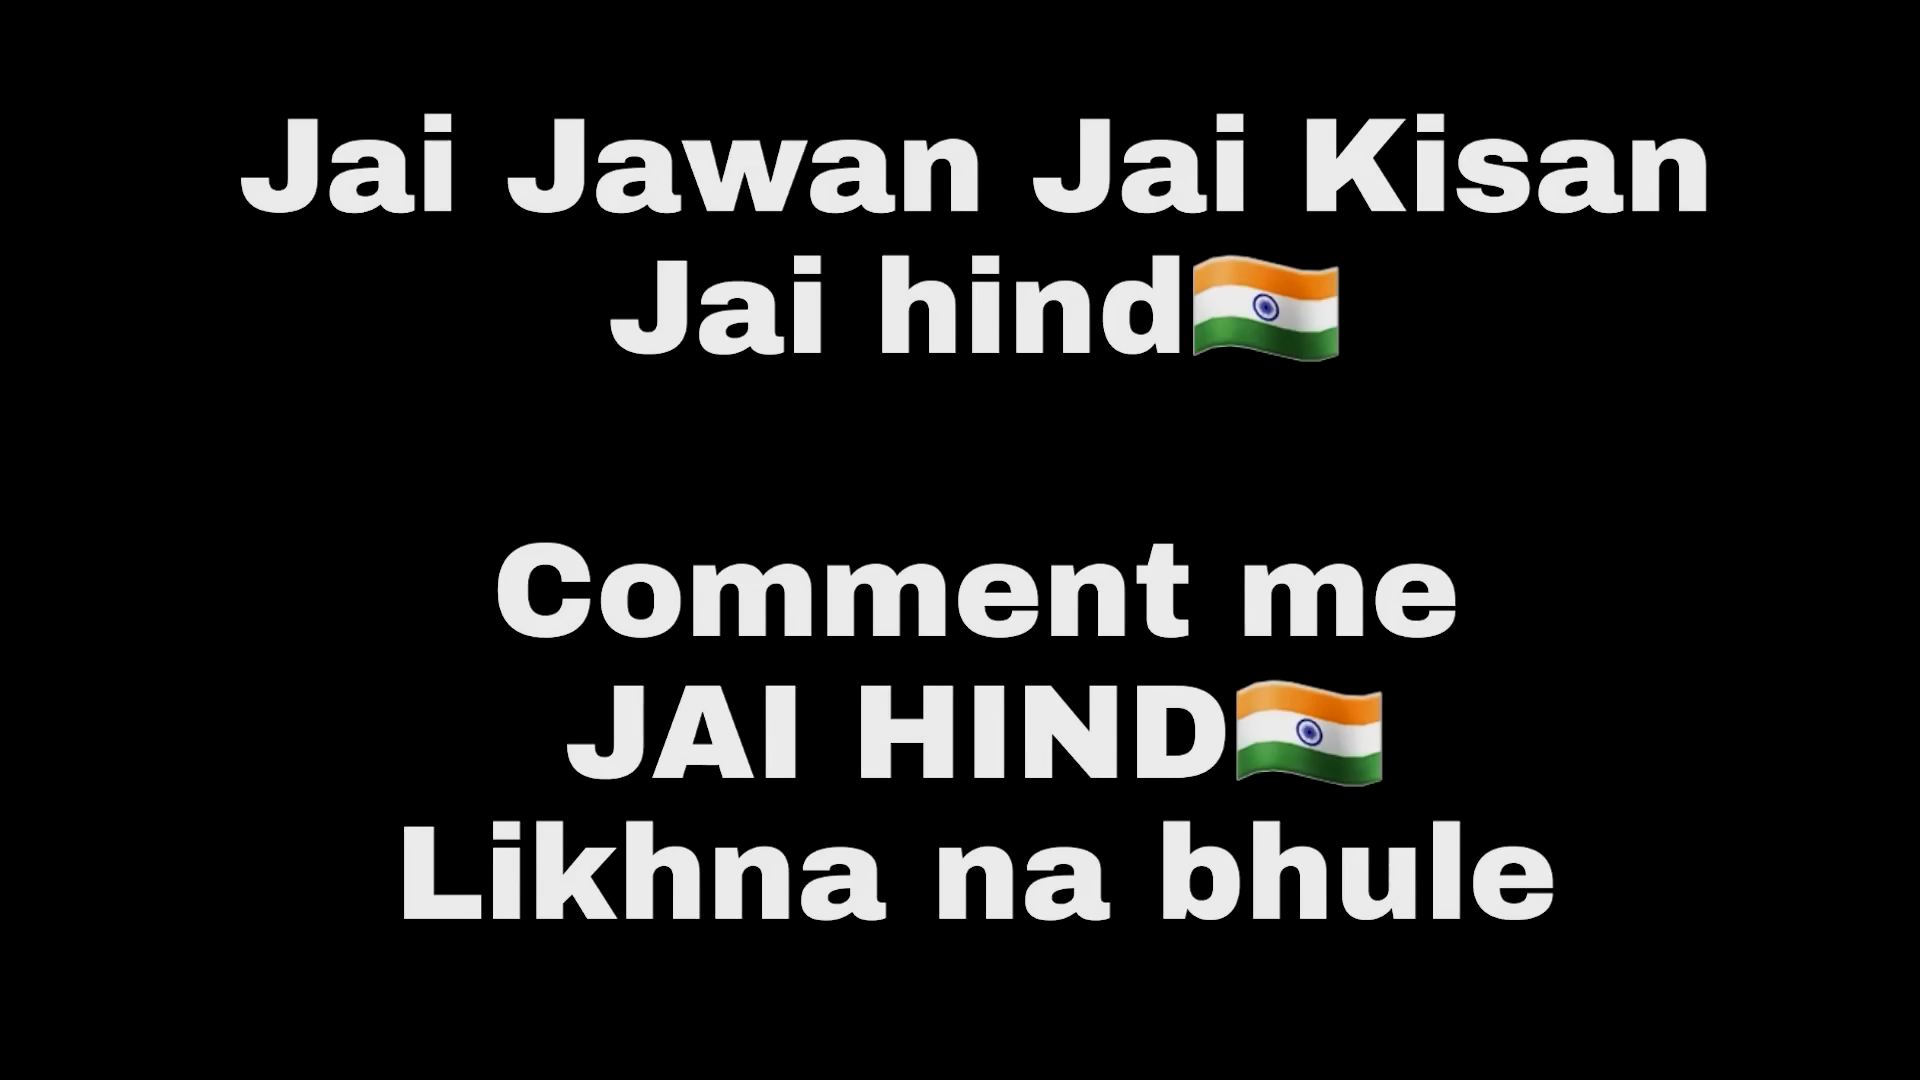 Jai Jawan Jai Kisan
Jai hind🇮🇳
Comment me
JAI HIND🇮🇳
Likhna na bhule